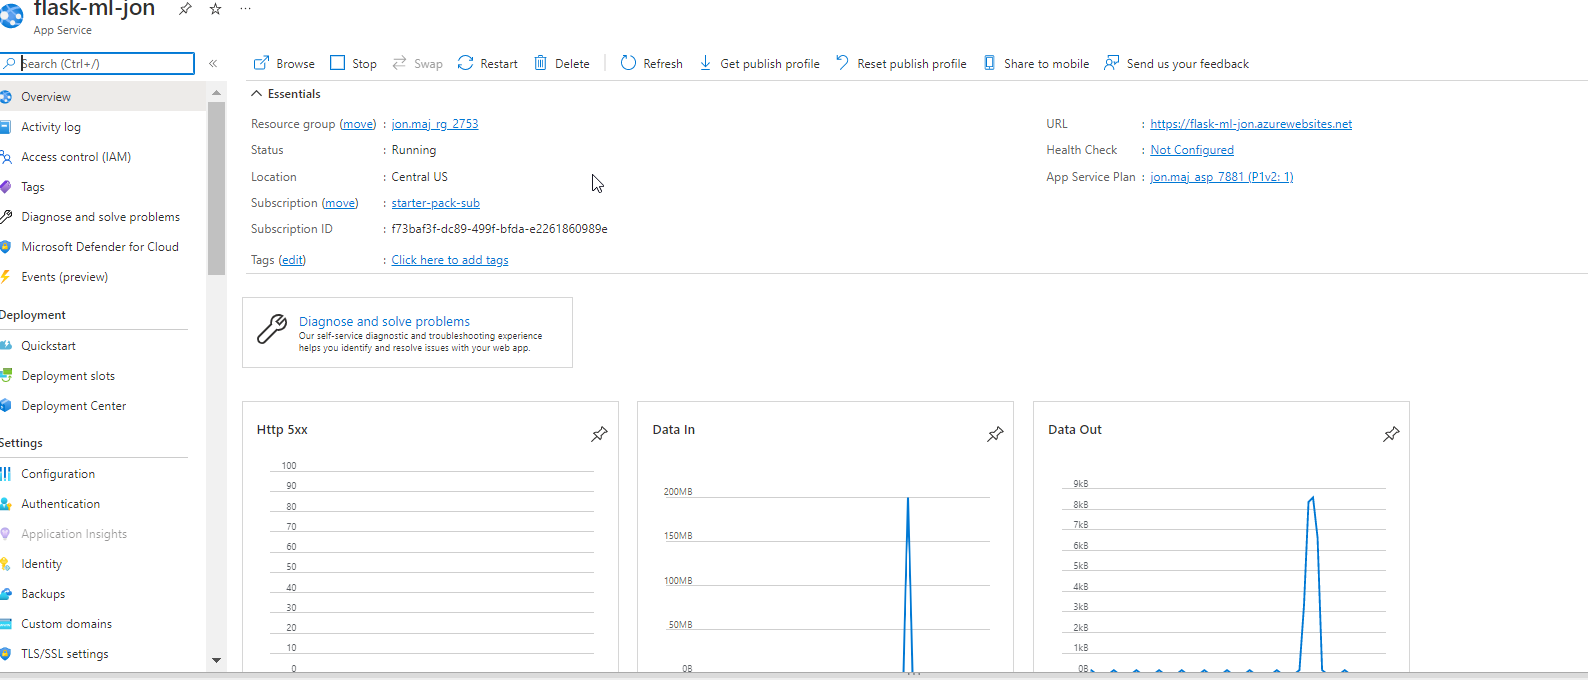 flask-ml-jon
App Service
Search (Ctrl+/)
Browse Stop Swap Restart Delete Refresh Get publish profile Reset publish profile Share to mobile Send us your feedback
Overview
Activity log
Access control (IAM)
Tags
Diagnose and solve problems
Microsoft Defender for Cloud
Events (preview)
Deployment
Quickstart
Deployment slots
Deployment Center
Settings
Configuration
Authentication
Application Insights
Identity
Backups
Custom domains
TLS/SSL settings
Essentials
Resource group (move) : jon.maj_rg_2753
Status : Running
Location : Central US
Subscription (move) : starter-pack-sub
Subscription ID : f73baf3f-dc89-499f-bfda-e2261860989e
Tags (edit) : Click here to add tags
URL : https://flask-ml-jon.azurewebsites.net
Health Check : Not Configured
App Service Plan : jon.maj_asp_7881 (P1v2: 1)
Diagnose and solve problems
Our self-service diagnostic and troubleshooting experience
helps you identify and resolve issues with your web app.
Http 5xx
100
90
80
70
60
50
40
30
20
10
0
Data In
200MB
150MB
100MB
50MB
0B
Data Out
9kB
8kB
7kB
6kB
5kB
4kB
3kB
2kB
1kB
0B